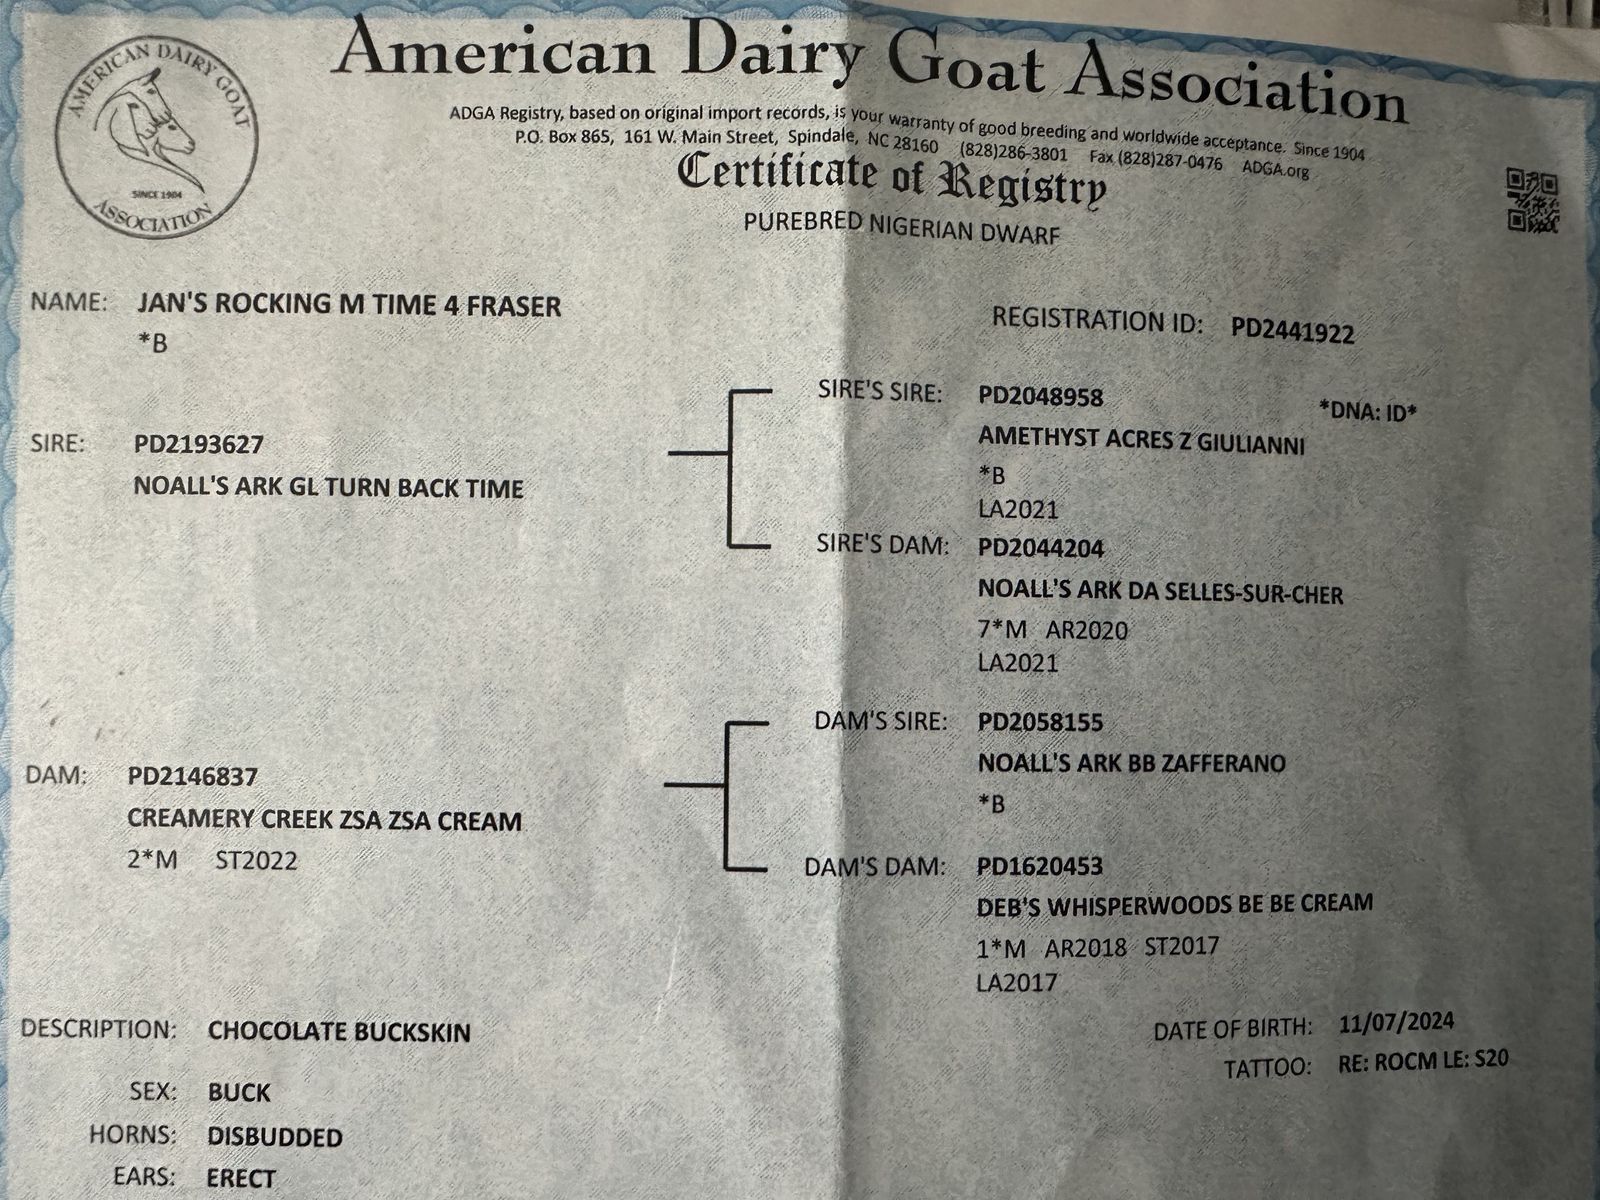 AMERICAN DAIRY GOAT
SINCE 1904
ASSOCIATION
American Dairy Goat Association
ADGA Registry, based on original import records, is your warranty of good breeding and worldwide acceptance. Since 1904
P.O. Box 865, 161 W. Main Street, Spindale, NC 28160 (828)286-3801 Fax (828)287-0476 ADGA.org
Certificate of Registry
PUREBRED NIGERIAN DWARF
NAME: JAN'S ROCKING M TIME 4 FRASER
*B
REGISTRATION ID: PD2441922
SIRE: PD2193627
NOALL'S ARK GL TURN BACK TIME
SIRE'S SIRE: PD2048958 *DNA: ID*
AMETHYST ACRES Z GIULIANNI
*B
LA2021
SIRE'S DAM: PD2044204
NOALL'S ARK DA SELLES-SUR-CHER
7*M AR2020
LA2021
DAM: PD2146837
CREAMERY CREEK ZSA ZSA CREAM
2*M ST2022
DAM'S SIRE: PD2058155
NOALL'S ARK BB ZAFFERANO
*B
DAM'S DAM: PD1620453
DEB'S WHISPERWOODS BE BE CREAM
1*M AR2018 ST2017
LA2017
DESCRIPTION: CHOCOLATE BUCKSKIN
DATE OF BIRTH: 11/07/2024
TATTOO: RE: ROCM LE: S20
SEX: BUCK
HORNS: DISBUDDED
EARS: ERECT